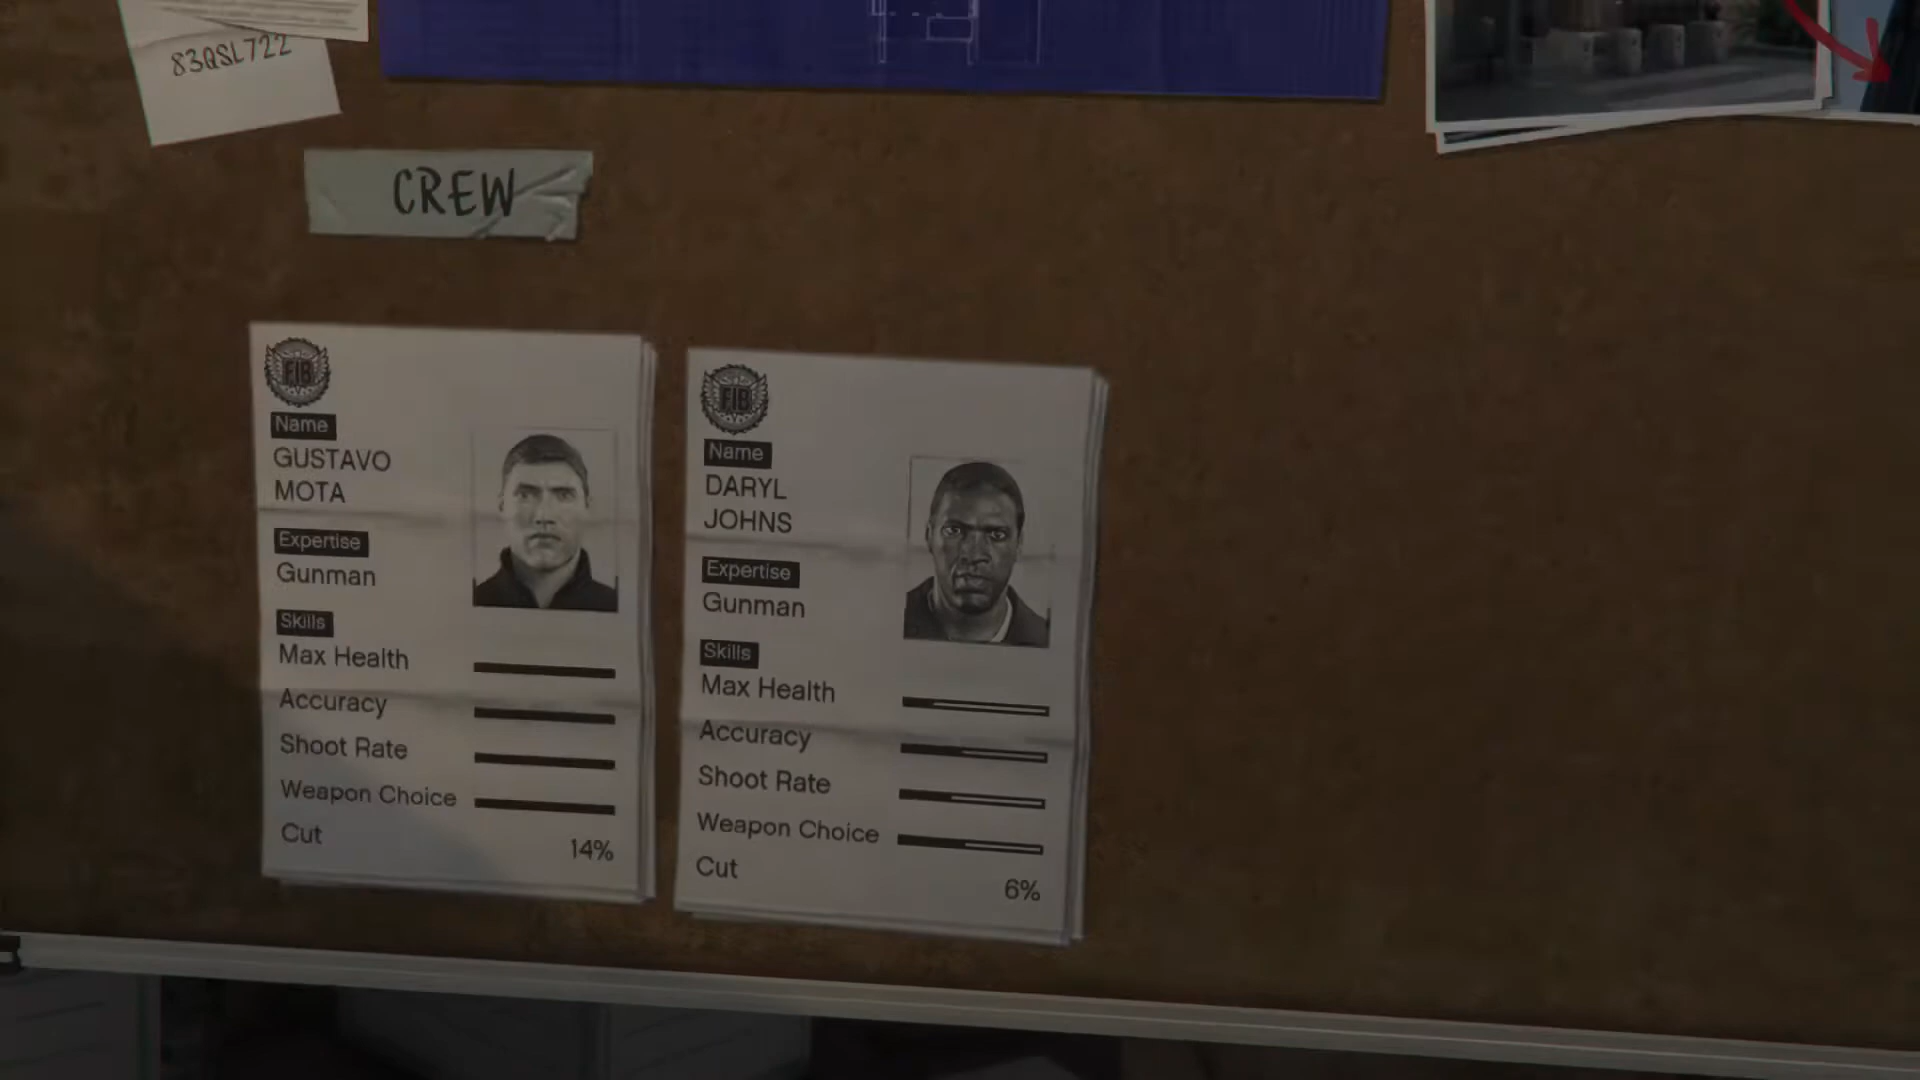 83QSL722
CREW
FIB
Name
GUSTAVO
MOTA
Expertise
Gunman
Skills
Max Health
Accuracy
Shoot Rate
Weapon Choice
Cut 14%
FIB
Name
DARYL
JOHNS
Expertise
Gunman
Skills
Max Health
Accuracy
Shoot Rate
Weapon Choice
Cut 6%